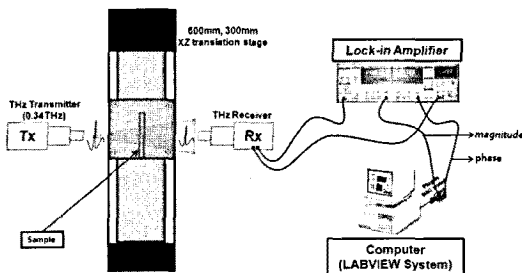 600mm, 300mm
XZ translation stage
Lock-in Amplifier
THz Transmitter
(0.34THz)
Tx
THz Receiver
Rx
magnitude
phase
Sample
Computer
(LABVIEW System)